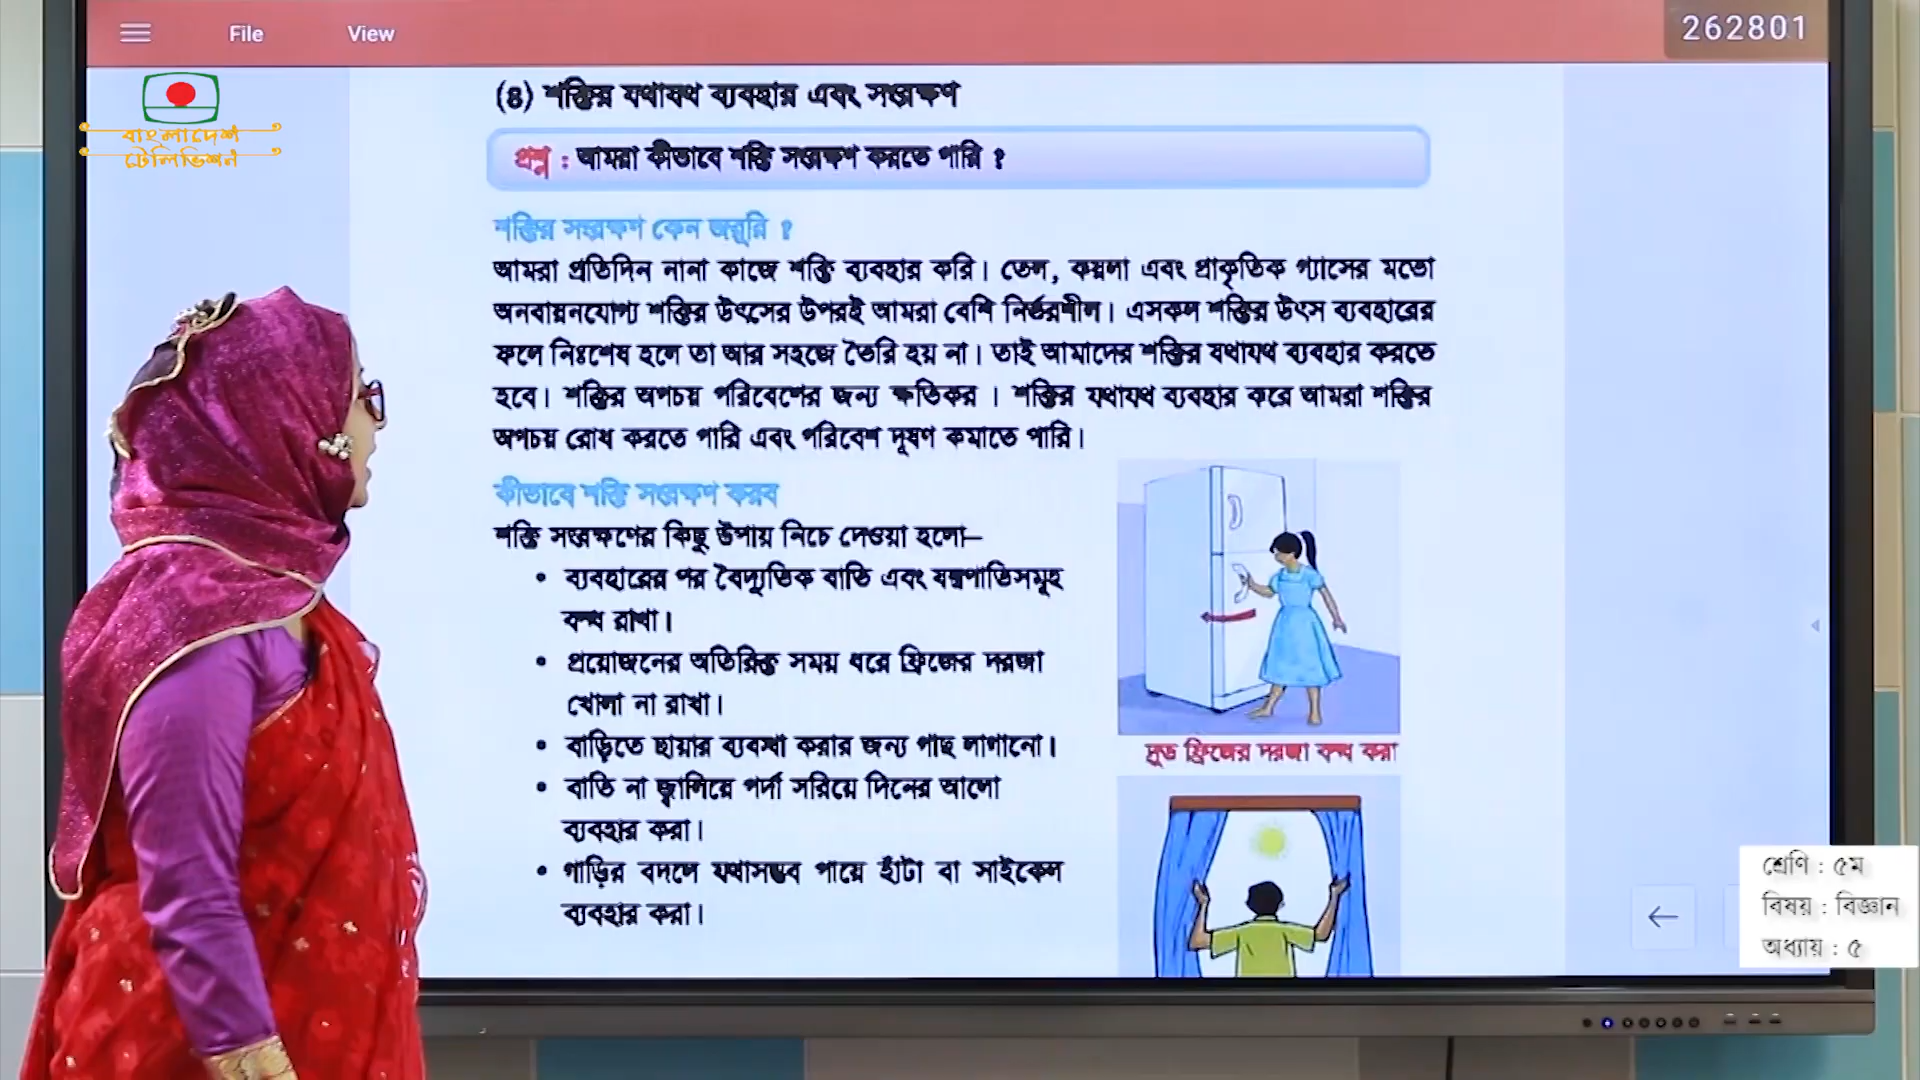 File
View
262801
বাংলাদেশ
টেলিভিশন
(৪) শক্তির যথাযথ ব্যবহার এবং সংরক্ষণ
প্রশ্ন : আমরা কীভাবে শক্তি সংরক্ষণ করতে পারি ?
শক্তির সংরক্ষণ কেন জরুরি ?
আমরা প্রতিদিন নানা কাজে শক্তি ব্যবহার করি। তেল, কয়লা এবং প্রাকৃতিক গ্যাসের মতো
অনবায়নযোগ্য শক্তির উৎসের উপরই আমরা বেশি নির্ভরশীল। এসকল শক্তির উৎস ব্যবহারের
ফলে নিঃশেষ হলে তা আর সহজে তৈরি হয় না। তাই আমাদের শক্তির যথাযথ ব্যবহার করতে
হবে। শক্তির অপচয় পরিবেশের জন্য ক্ষতিকর । শক্তির যথাযথ ব্যবহার করে আমরা শক্তির
অপচয় রোধ করতে পারি এবং পরিবেশ দূষণ কমাতে পারি।
কীভাবে শক্তি সংরক্ষণ করব
শক্তি সংরক্ষণের কিছু উপায় নিচে দেওয়া হলো–
• ব্যবহারের পর বৈদ্যুতিক বাতি এবং যন্ত্রপাতিসমূহ
বন্ধ রাখা।
• প্রয়োজনের অতিরিক্ত সময় ধরে ফ্রিজের দরজা
খোলা না রাখা।
• বাড়িতে ছায়ার ব্যবস্থা করার জন্য গাছ লাগানো।
• বাতি না জ্বালিয়ে পর্দা সরিয়ে দিনের আলো
ব্যবহার করা।
• গাড়ির বদলে যথাসম্ভব পায়ে হাঁটা বা সাইকেল
ব্যবহার করা।
দ্রুত ফ্রিজের দরজা বন্ধ করা
শ্রেণি : ৫ম
বিষয় : বিজ্ঞান
অধ্যায় : ৫